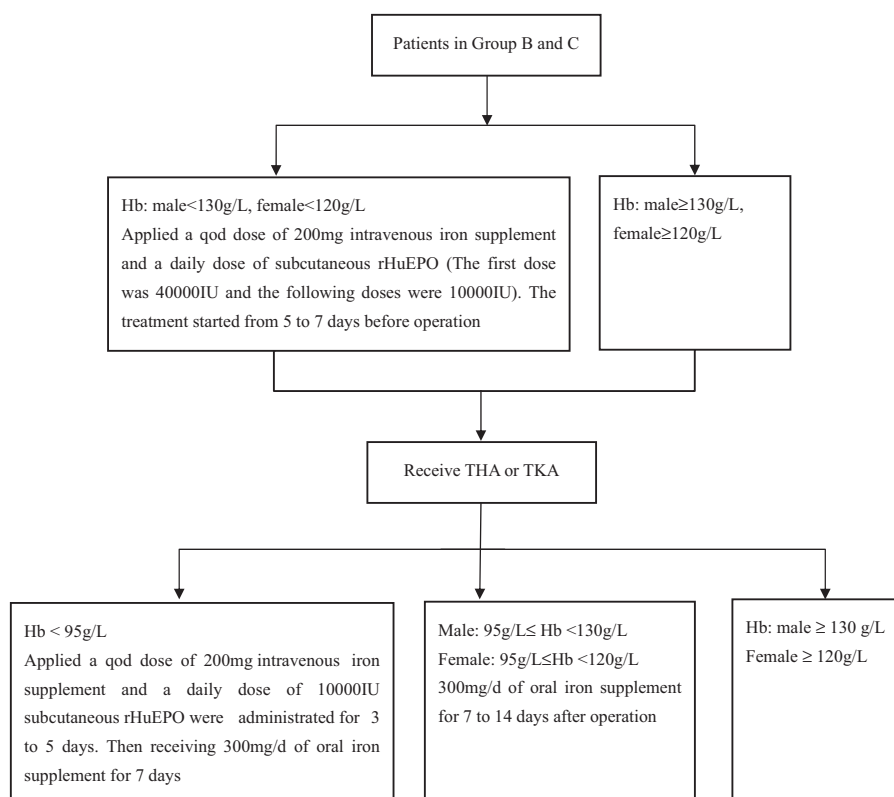 Patients in Group B and C
Hb: male<130g/L, female<120g/L
Applied a qod dose of 200mg intravenous iron supplement
and a daily dose of subcutaneous rHuEPO (The first dose
was 40000IU and the following doses were 10000IU). The
treatment started from 5 to 7 days before operation
Hb: male≥130g/L,
female≥120g/L
Receive THA or TKA
Hb < 95g/L
Applied a qod dose of 200mg intravenous iron
supplement and a daily dose of 10000IU
subcutaneous rHuEPO were administrated for 3
to 5 days. Then receiving 300mg/d of oral iron
supplement for 7 days
Male: 95g/L≤ Hb <130g/L
Female: 95g/L≤Hb <120g/L
300mg/d of oral iron supplement
for 7 to 14 days after operation
Hb: male ≥ 130 g/L
Female ≥ 120g/L